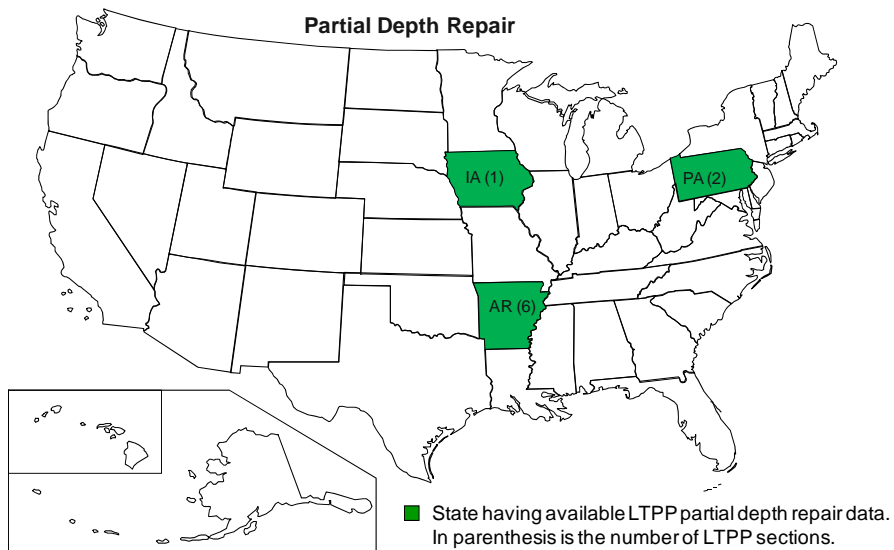 Partial Depth Repair
IA (1)
PA (2)
AR (6)
State having available LTPP partial depth repair data.
In parenthesis is the number of LTPP sections.